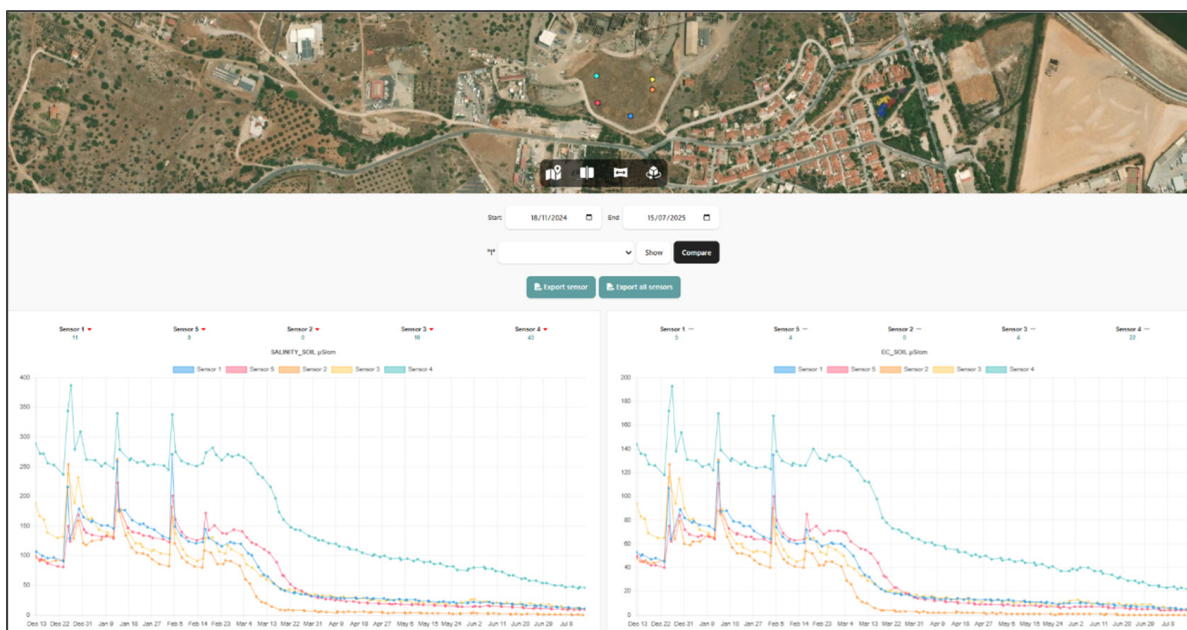 Start: 18/11/2024 End: 15/07/2025
"T" Show Compare
Export sensor Export all sensors
Sensor 1 Sensor 5 Sensor 2 Sensor 3 Sensor 4
11 9 0 10 43
SALINITY_SOIL µS/cm
Sensor 1 Sensor 5 Sensor 2 Sensor 3 Sensor 4
400
350
300
250
200
150
100
50
0
Dec 13 Dec 22 Dec 31 Jan 9 Jan 18 Jan 27 Feb 5 Feb 14 Feb 23 Mar 4 Mar 13 Mar 22 Mar 31 Apr 9 Apr 18 Apr 27 May 6 May 15 May 24 Jun 2 Jun 11 Jun 20 Jun 29 Jul 8
Sensor 1 Sensor 5 Sensor 2 Sensor 3 Sensor 4
5 4 0 4 22
EC_SOIL µS/cm
Sensor 1 Sensor 5 Sensor 2 Sensor 3 Sensor 4
200
180
160
140
120
100
80
60
40
20
0
Dec 13 Dec 22 Dec 31 Jan 9 Jan 18 Jan 27 Feb 5 Feb 14 Feb 23 Mar 4 Mar 13 Mar 22 Mar 31 Apr 9 Apr 18 Apr 27 May 6 May 15 May 24 Jun 2 Jun 11 Jun 20 Jun 29 Jul 8